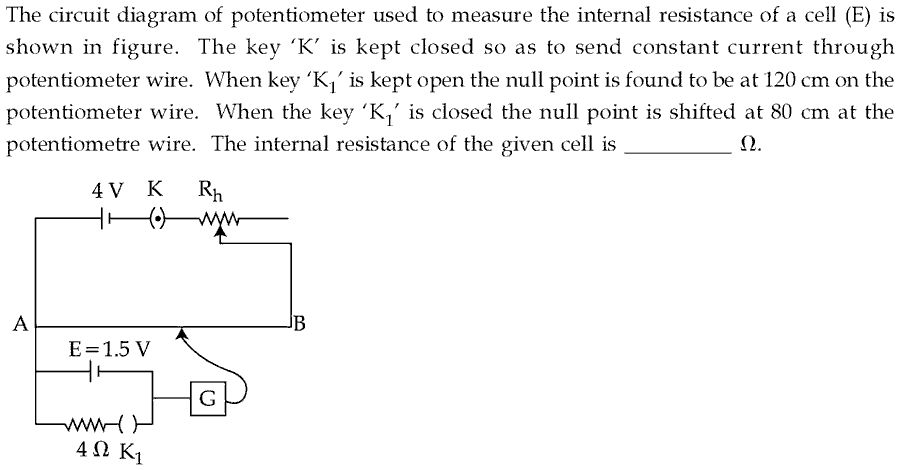 The circuit diagram of potentiometer used to measure the internal resistance of a cell (E) is
shown in figure. The key ‘K’ is kept closed so as to send constant current through
potentiometer wire. When key ‘K₁’ is kept open the null point is found to be at 120 cm on the
potentiometer wire. When the key ‘K₁’ is closed the null point is shifted at 80 cm at the
potentiometre wire. The internal resistance of the given cell is __________ Ω.
4 V K Rh
A B
E=1.5 V
G
4 Ω K₁